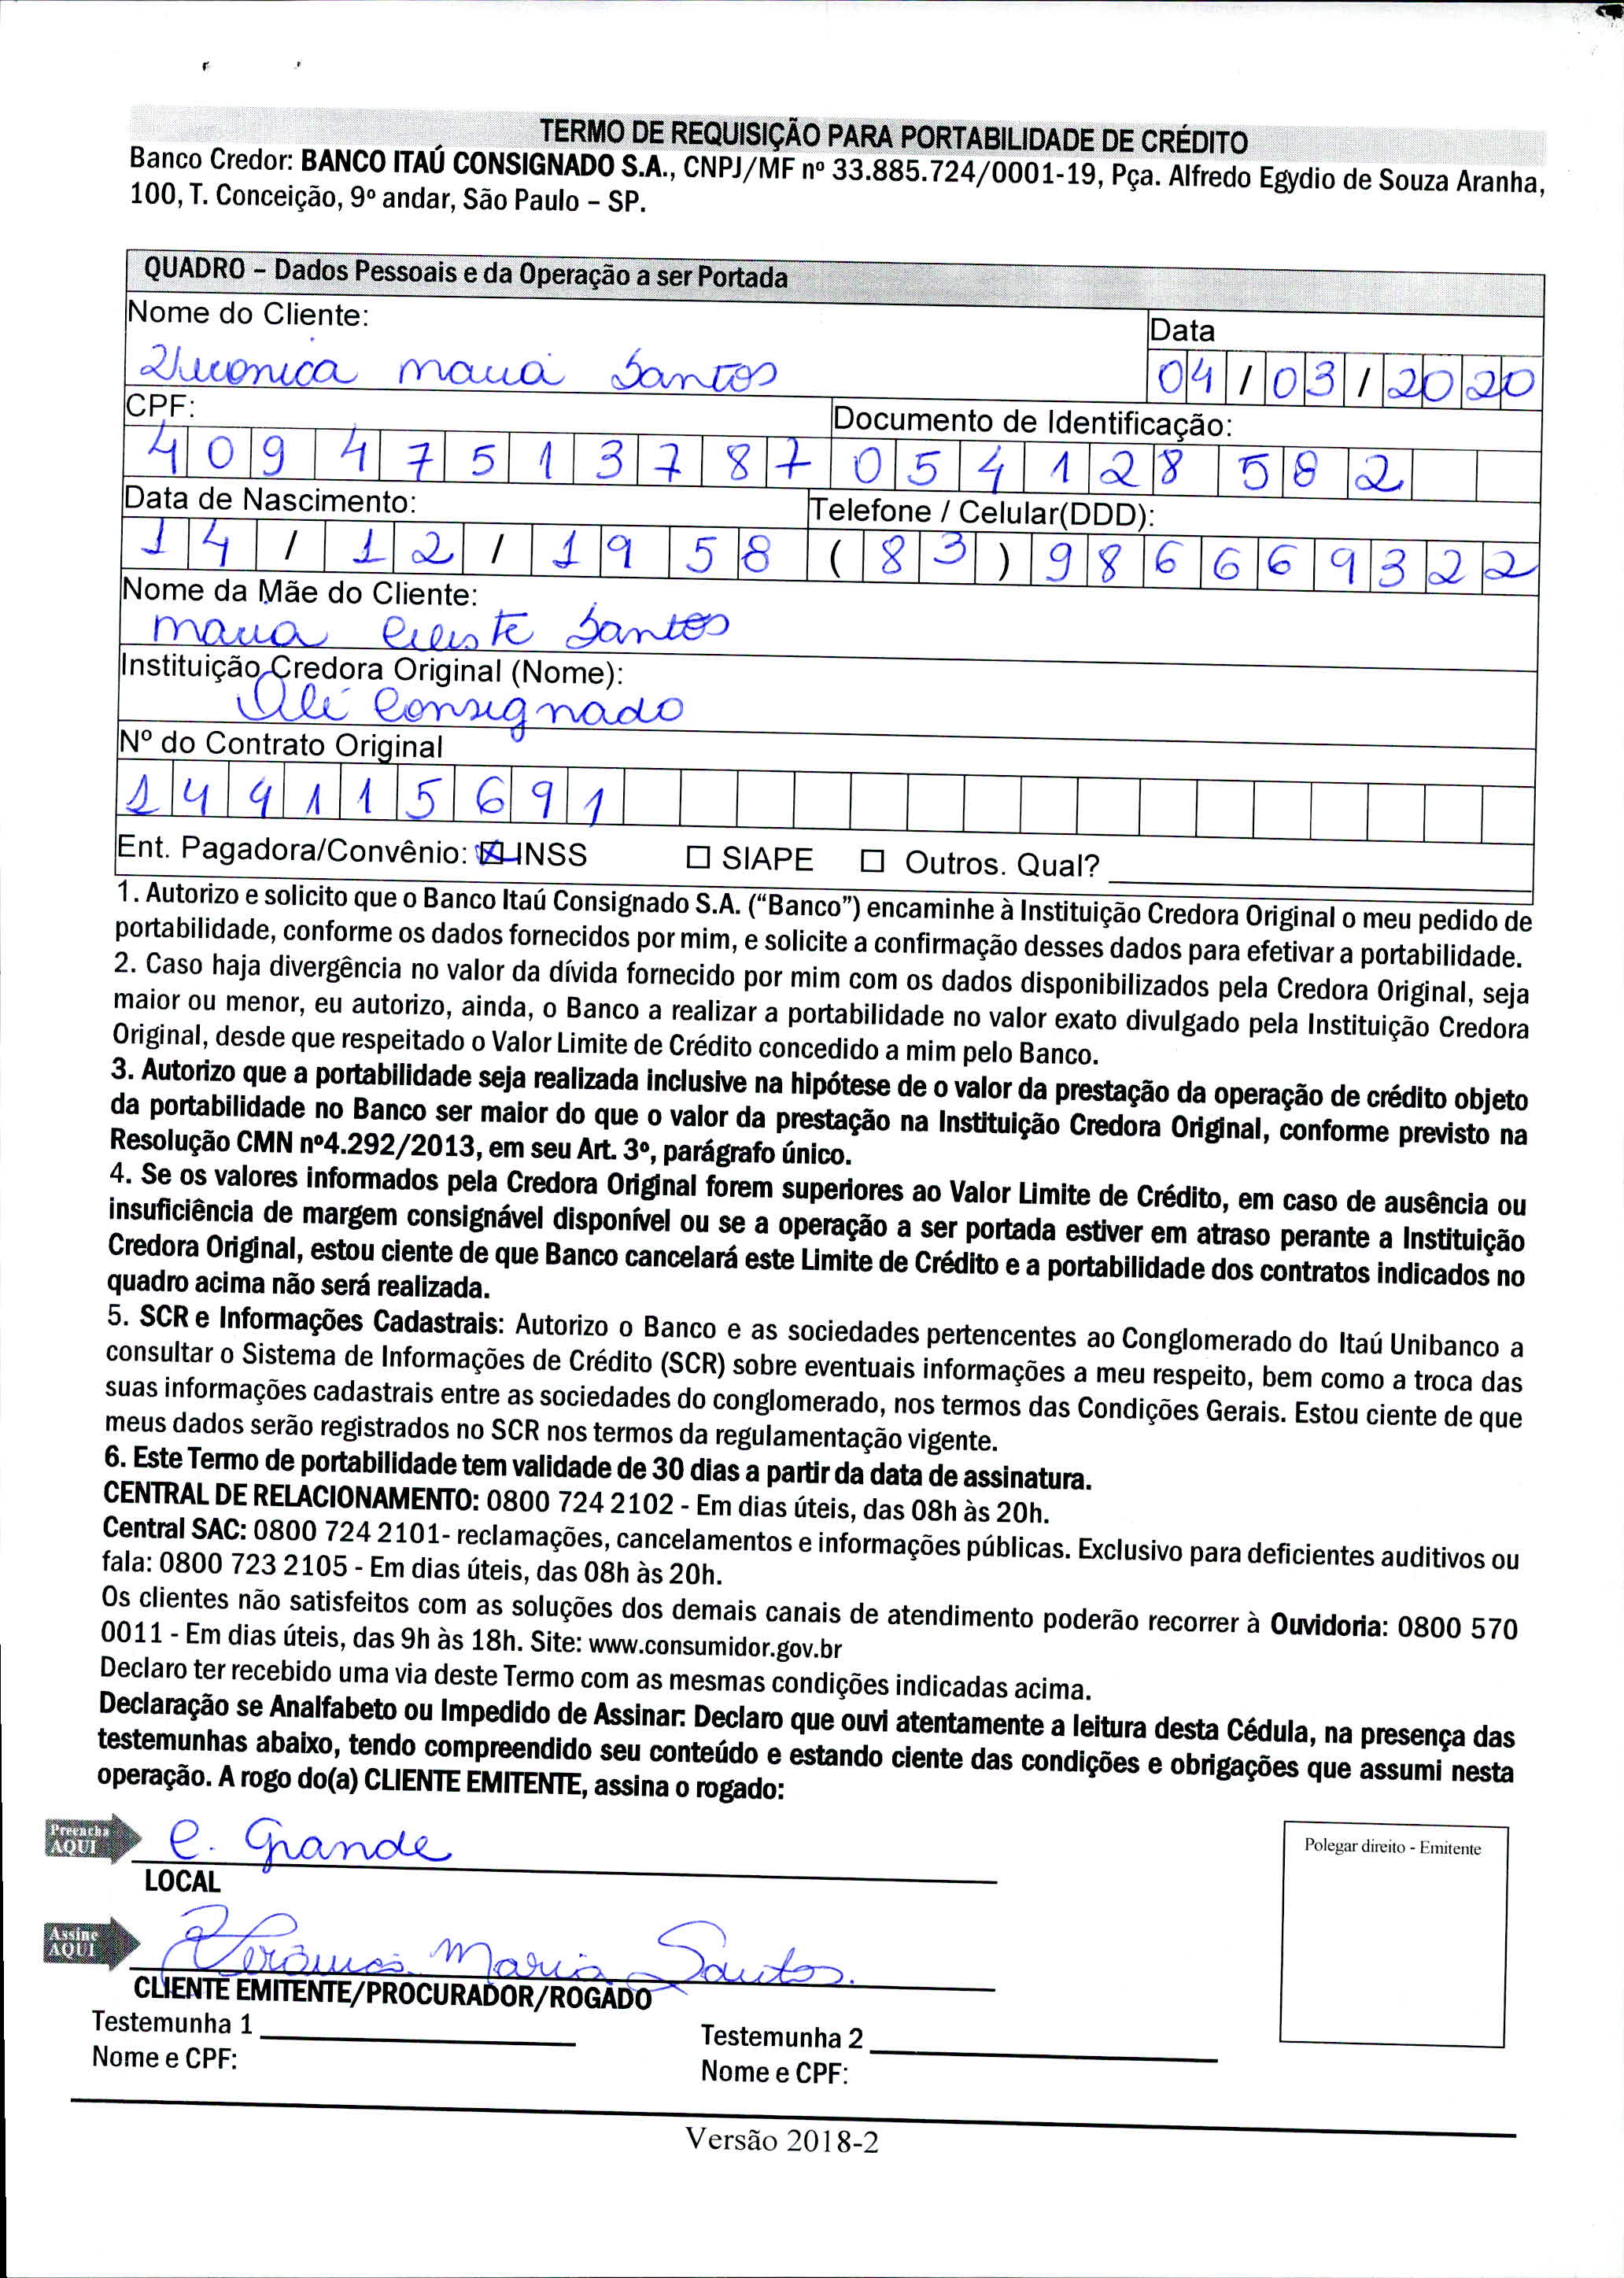 TERMO DE REQUISIÇÃO PARA PORTABILIDADE DE CRÉDITO
Banco Credor: BANCO ITAÚ CONSIGNADO S.A., CNPJ/MF nº 33.885.724/0001-19, Pça. Alfredo Egydio de Souza Aranha,
100, T. Conceição, 9º andar, São Paulo – SP.
QUADRO – Dados Pessoais e da Operação a ser Portada
Nome do Cliente:
Veronica maria Santos
Data
04/03/2020
CPF:
40947513787
Documento de Identificação:
054128582
Data de Nascimento:
14/12/1958
Telefone / Celular(DDD):
(83)986669322
Nome da Mãe do Cliente:
maria Celeste Santos
Instituição Credora Original (Nome):
Olé Consignado
Nº do Contrato Original
144115691
Ent. Pagadora/Convênio: ☒ INSS ☐ SIAPE ☐ Outros. Qual?
1. Autorizo e solicito que o Banco Itaú Consignado S.A. (“Banco”) encaminhe à Instituição Credora Original o meu pedido de
portabilidade, conforme os dados fornecidos por mim, e solicite a confirmação desses dados para efetivar a portabilidade.
2. Caso haja divergência no valor da dívida fornecido por mim com os dados disponibilizados pela Credora Original, seja
maior ou menor, eu autorizo, ainda, o Banco a realizar a portabilidade no valor exato divulgado pela Instituição Credora
Original, desde que respeitado o Valor Limite de Crédito concedido a mim pelo Banco.
3. Autorizo que a portabilidade seja realizada inclusive na hipótese de o valor da prestação da operação de crédito objeto
da portabilidade no Banco ser maior do que o valor da prestação na Instituição Credora Original, conforme previsto na
Resolução CMN nº4.292/2013, em seu Art. 3º, parágrafo único.
4. Se os valores informados pela Credora Original forem superiores ao Valor Limite de Crédito, em caso de ausência ou
insuficiência de margem consignável disponível ou se a operação a ser portada estiver em atraso perante a Instituição
Credora Original, estou ciente de que Banco cancelará este Limite de Crédito e a portabilidade dos contratos indicados no
quadro acima não será realizada.
5. SCR e Informações Cadastrais: Autorizo o Banco e as sociedades pertencentes ao Conglomerado do Itaú Unibanco a
consultar o Sistema de Informações de Crédito (SCR) sobre eventuais informações a meu respeito, bem como a troca das
suas informações cadastrais entre as sociedades do conglomerado, nos termos das Condições Gerais. Estou ciente de que
meus dados serão registrados no SCR nos termos da regulamentação vigente.
6. Este Termo de portabilidade tem validade de 30 dias a partir da data de assinatura.
CENTRAL DE RELACIONAMENTO: 0800 724 2102 - Em dias úteis, das 08h às 20h.
Central SAC: 0800 724 2101- reclamações, cancelamentos e informações públicas. Exclusivo para deficientes auditivos ou
fala: 0800 723 2105 - Em dias úteis, das 08h às 20h.
Os clientes não satisfeitos com as soluções dos demais canais de atendimento poderão recorrer à Ouvidoria: 0800 570
0011 - Em dias úteis, das 9h às 18h. Site: www.consumidor.gov.br
Declaro ter recebido uma via deste Termo com as mesmas condições indicadas acima.
Declaração se Analfabeto ou Impedido de Assinar: Declaro que ouvi atentamente a leitura desta Cédula, na presença das
testemunhas abaixo, tendo compreendido seu conteúdo e estando ciente das condições e obrigações que assumi nesta
operação. A rogo do(a) CLIENTE EMITENTE, assina o rogado:
Preencha
AQUI
C. Grande
LOCAL
Polegar direito - Emitente
Assine
AQUI
Verônica Maria Santos.
CLIENTE EMITENTE/PROCURADOR/ROGADO
Testemunha 1
Testemunha 2
Nome e CPF:
Nome e CPF:
Versão 2018-2